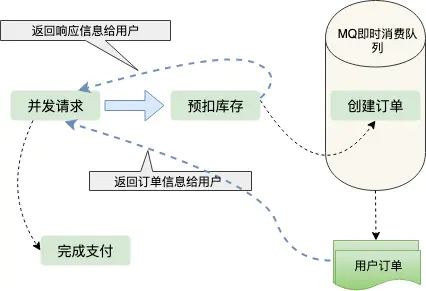 返回响应信息给用户
MQ即时消费队
列
并发请求
预扣库存
创建订单
返回订单信息给用户
完成支付
用户订单